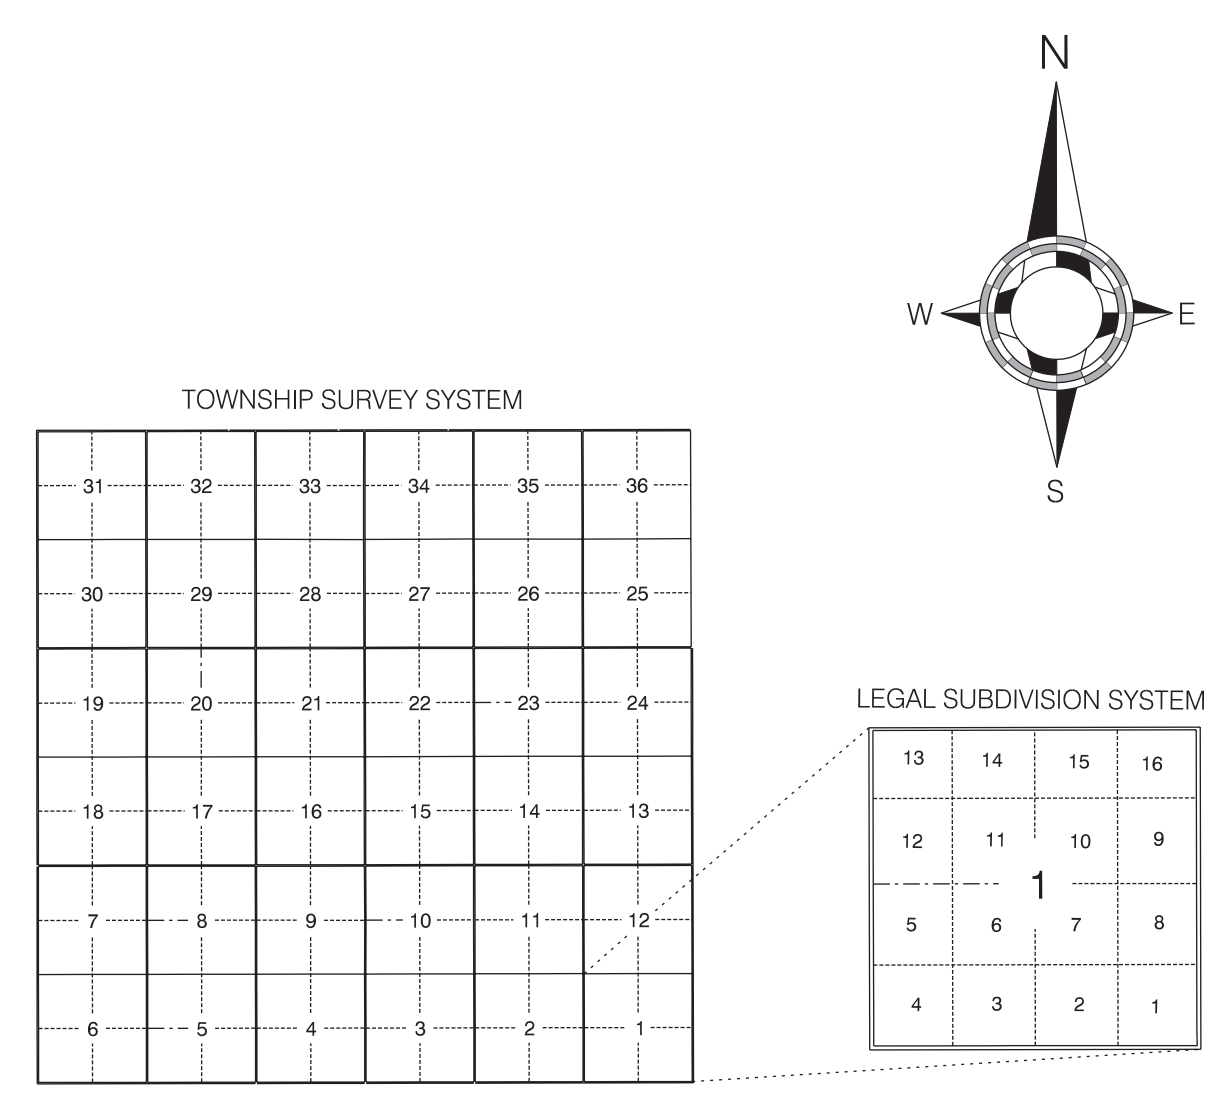 N
W E
S
TOWNSHIP SURVEY SYSTEM
31 32 33 34 35 36
30 29 28 27 26 25
19 20 21 22 23 24
18 17 16 15 14 13
7 8 9 10 11 12
6 5 4 3 2 1
LEGAL SUBDIVISION SYSTEM
13 14 15 16
12 11 10 9
1
5 6 7 8
4 3 2 1